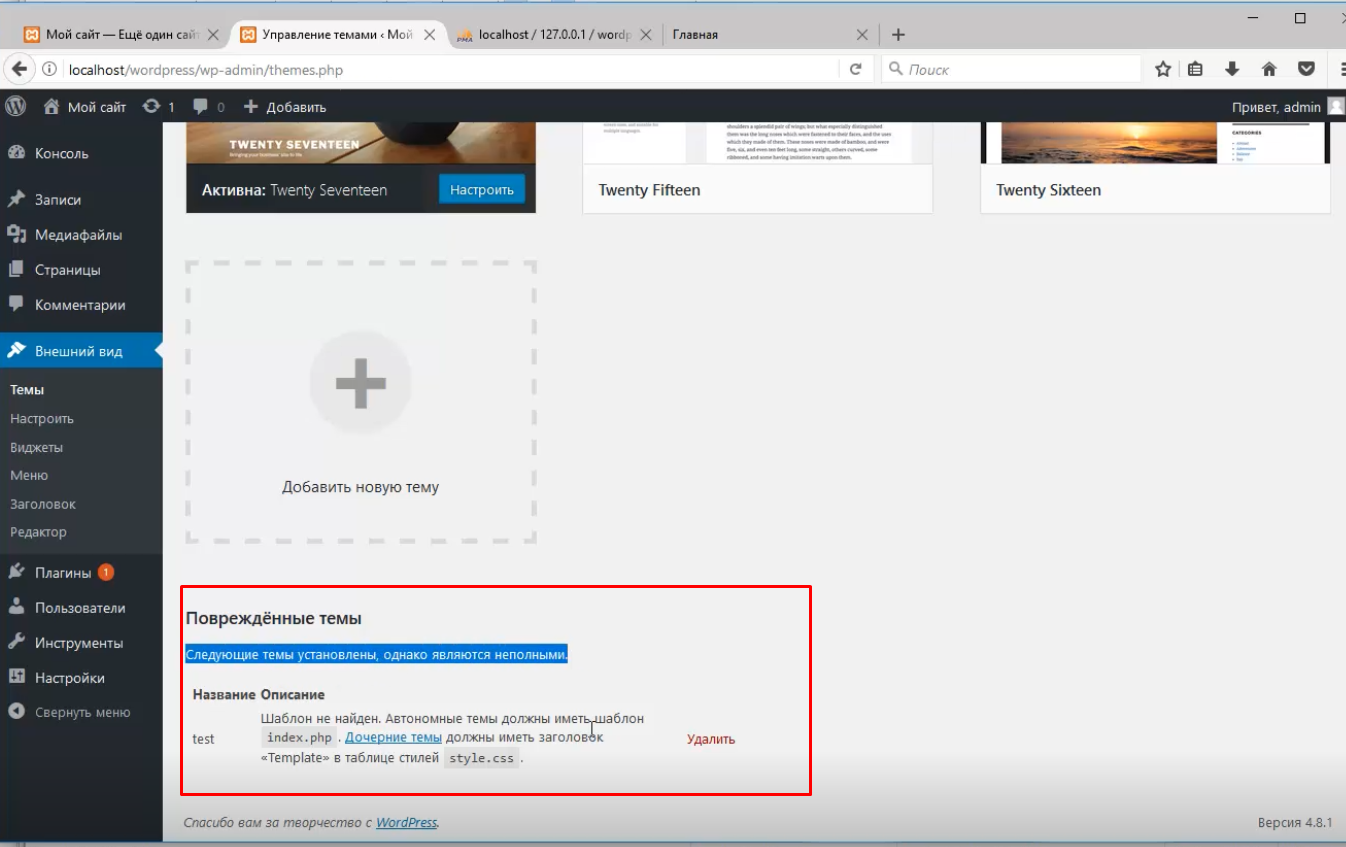 Мой сайт — Ещё один сайт
Управление темами ‹ Мой
localhost / 127.0.0.1 / wordp
Главная
localhost/wordpress/wp-admin/themes.php
Поиск
Мой сайт
1
0
Добавить
Привет, admin
Консоль
Записи
Медиафайлы
Страницы
Комментарии
Внешний вид
Темы
Настроить
Виджеты
Меню
Заголовок
Редактор
Плагины 1
Пользователи
Инструменты
Настройки
Свернуть меню
TWENTY SEVENTEEN
Активна: Twenty Seventeen
Настроить
Twenty Fifteen
CATEGORIES
Twenty Sixteen
Добавить новую тему
Повреждённые темы
Следующие темы установлены, однако являются неполными.
Название Описание
test
Шаблон не найден. Автономные темы должны иметь шаблон
index.php . Дочерние темы должны иметь заголовок
«Template» в таблице стилей style.css .
Удалить
Спасибо вам за творчество с WordPress.
Версия 4.8.1